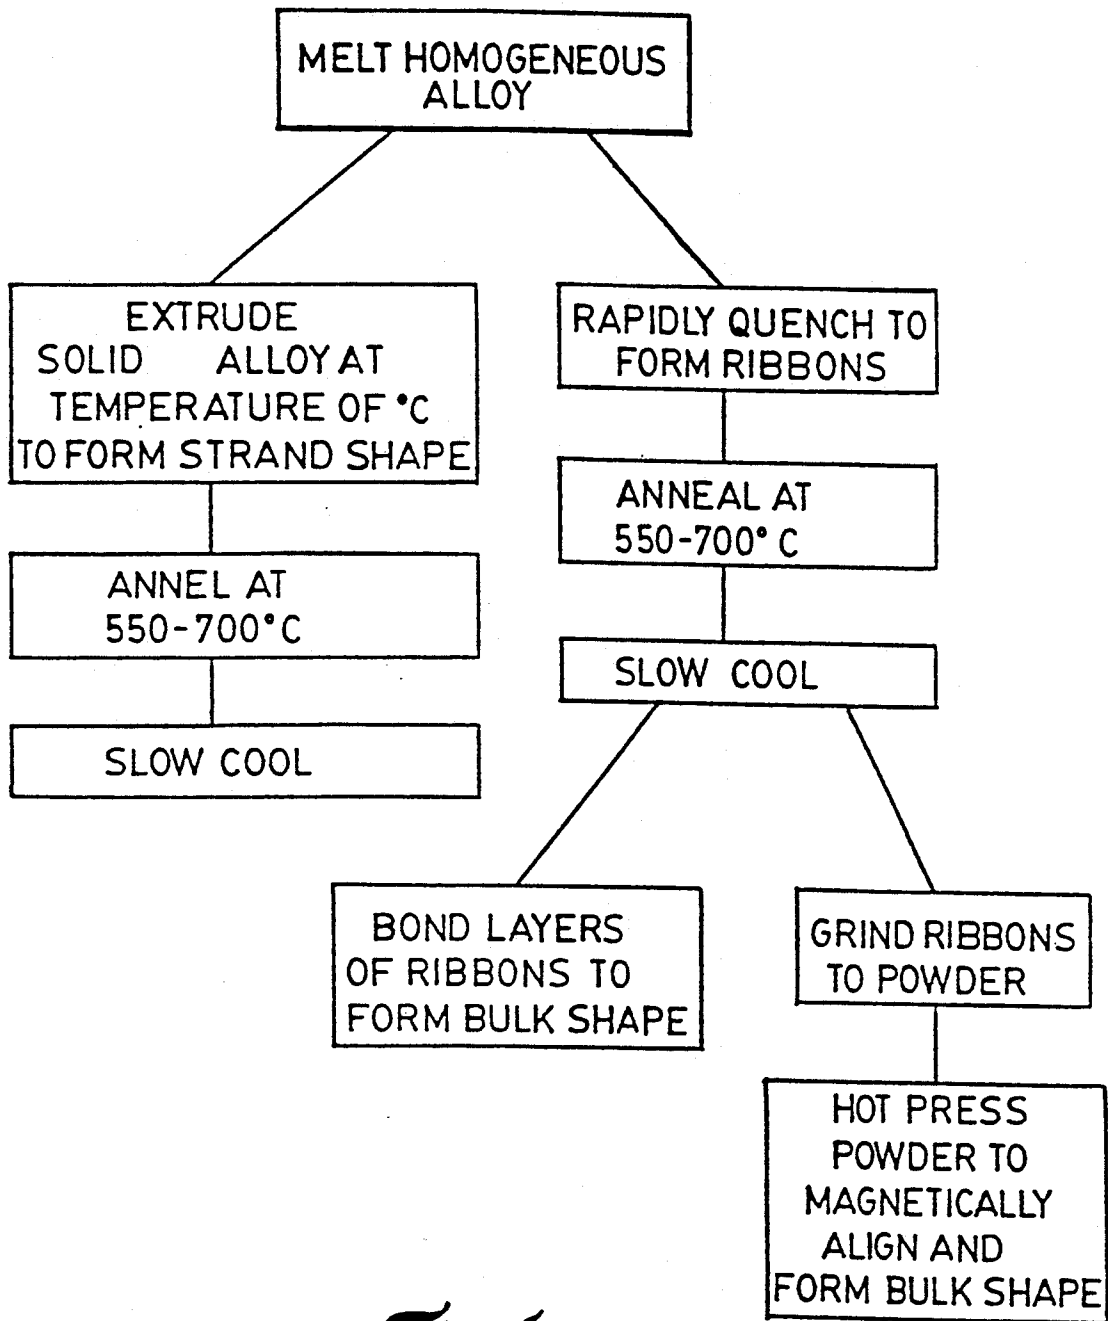 MELT HOMOGENEOUS
ALLOY
EXTRUDE
SOLID ALLOY AT
TEMPERATURE OF °C
TO FORM STRAND SHAPE
ANNEL AT
550-700°C
SLOW COOL
RAPIDLY QUENCH TO
FORM RIBBONS
ANNEAL AT
550-700°C
SLOW COOL
BOND LAYERS
OF RIBBONS TO
FORM BULK SHAPE
GRIND RIBBONS
TO POWDER
HOT PRESS
POWDER TO
MAGNETICALLY
ALIGN AND
FORM BULK SHAPE